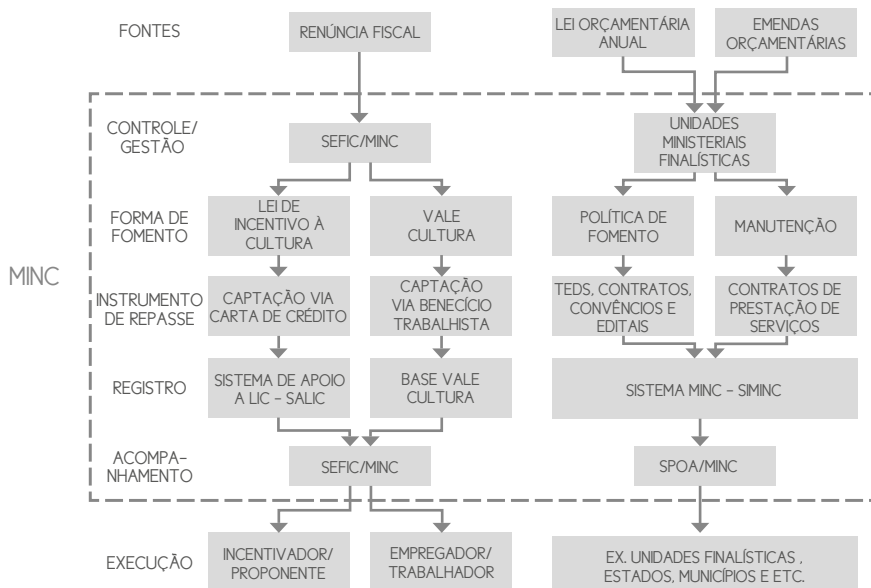 FONTES
RENÚNCIA FISCAL
LEI ORÇAMENTÁRIA
ANUAL
EMENDAS
ORÇAMENTÁRIAS
MINC
CONTROLE/
GESTÃO
SEFIC/MINC
UNIDADES
MINISTERIAIS
FINALÍSTICAS
FORMA DE
FOMENTO
LEI DE
INCENTIVO À
CULTURA
VALE
CULTURA
POLÍTICA DE
FOMENTO
MANUTENÇÃO
INSTRUMENTO
DE REPASSE
CAPTAÇÃO VIA
CARTA DE CRÉDITO
CAPTAÇÃO
VIA BENECÍCIO
TRABALHISTA
TEDS, CONTRATOS,
CONVÊNCIOS E
EDITAIS
CONTRATOS DE
PRESTAÇÃO DE
SERVIÇOS
REGISTRO
SISTEMA DE APOIO
A LIC – SALIC
BASE VALE
CULTURA
SISTEMA MINC – SIMINC
ACOMPA-
NHAMENTO
SEFIC/MINC
SPOA/MINC
EXECUÇÃO
INCENTIVADOR/
PROPONENTE
EMPREGADOR/
TRABALHADOR
EX. UNIDADES FINALÍSTICAS ,
ESTADOS, MUNICÍPIOS E ETC.